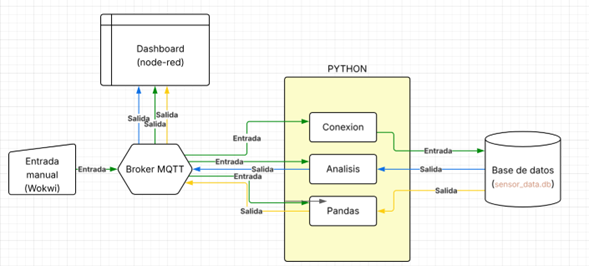 Dashboard
(node-red)
PYTHON
Salida
Salida
Salida
Entrada
Conexion
Entrada
Entrada
manual
(Wokwi)
Entrada
Broker MQTT
Entrada
Salida
Entrada
Analisis
Salida
Base de datos
(sensor_data.db)
Salida
Pandas
Salida